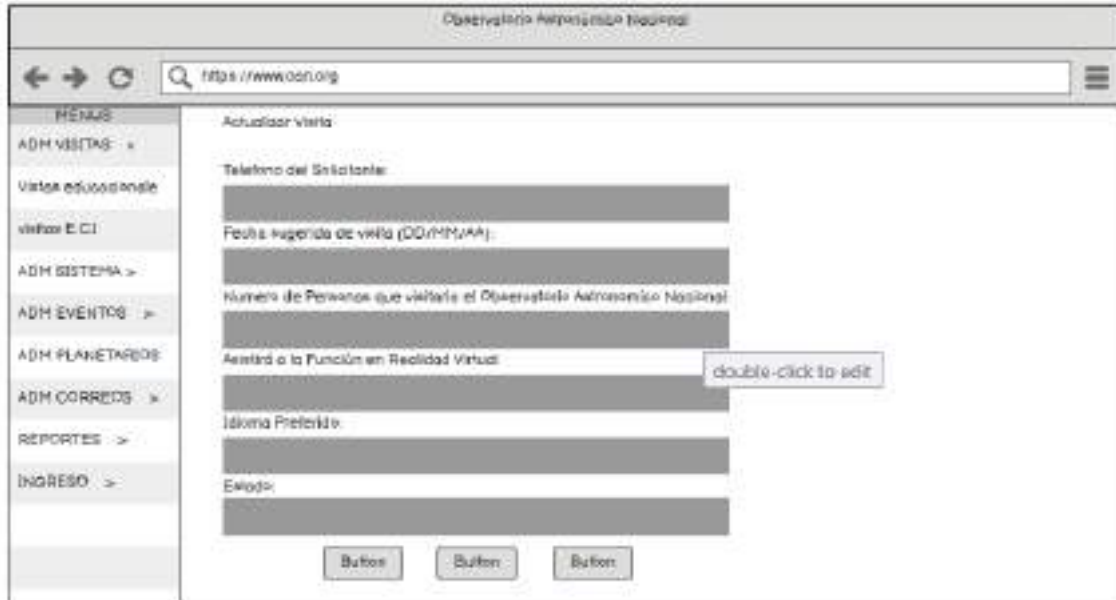 Observatorio Astronómico Nacional
https://www.oan.org
MENUS
ADM VISITAS >
Visitas educacionale
visitas E.C.I
ADM SISTEMA >
ADM EVENTOS >
ADM PLANETARIOS
ADM CORREOS >
REPORTES >
INGRESO >
Actualizar Visita
Telefono del Solicitante:
Fecha sugerida de visita (DD/MM/AA):
Numero de Personas que visitaria el Observatorio Astronomico Nacional
Asistirá a la Función en Realidad Virtual
double-click to edit
Idioma Preferido:
Estado:
Button Button Button